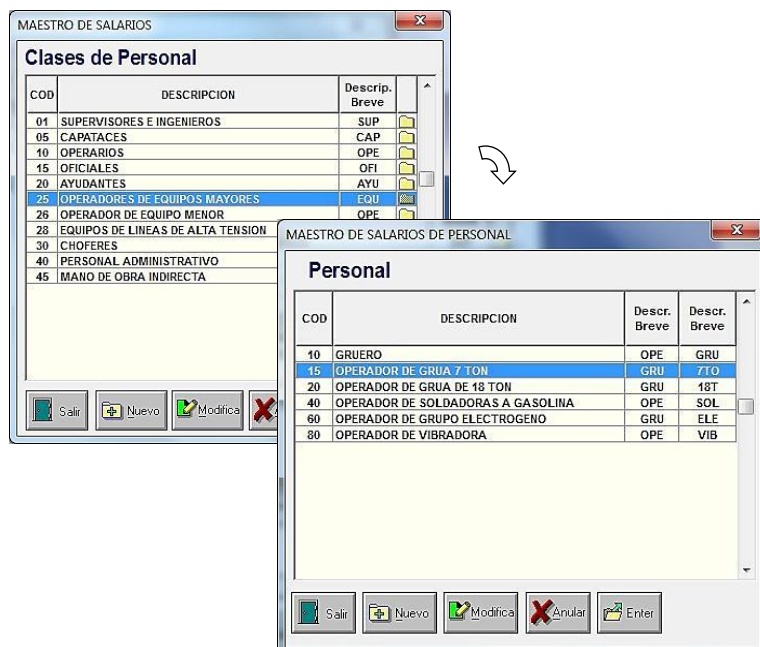 MAESTRO DE SALARIOS
Clases de Personal
COD DESCRIPCION Descrip. Breve
01 SUPERVISORES E INGENIEROS SUP
05 CAPATACES CAP
10 OPERARIOS OPE
15 OFICIALES OFI
20 AYUDANTES AYU
25 OPERADORES DE EQUIPOS MAYORES EQU
26 OPERADOR DE EQUIPO MENOR OPE
28 EQUIPOS DE LINEAS DE ALTA TENSION
30 CHOFERES
40 PERSONAL ADMINISTRATIVO
45 MANO DE OBRA INDIRECTA
Salir Nuevo Modifica
MAESTRO DE SALARIOS DE PERSONAL
Personal
COD DESCRIPCION Descr. Breve Descr. Breve
10 GRUERO OPE GRU
15 OPERADOR DE GRUA 7 TON GRU 7TO
20 OPERADOR DE GRUA DE 18 TON GRU 18T
40 OPERADOR DE SOLDADORAS A GASOLINA OPE SOL
60 OPERADOR DE GRUPO ELECTROGENO GRU ELE
80 OPERADOR DE VIBRADORA OPE VIB
Salir Nuevo Modifica Anular Enter